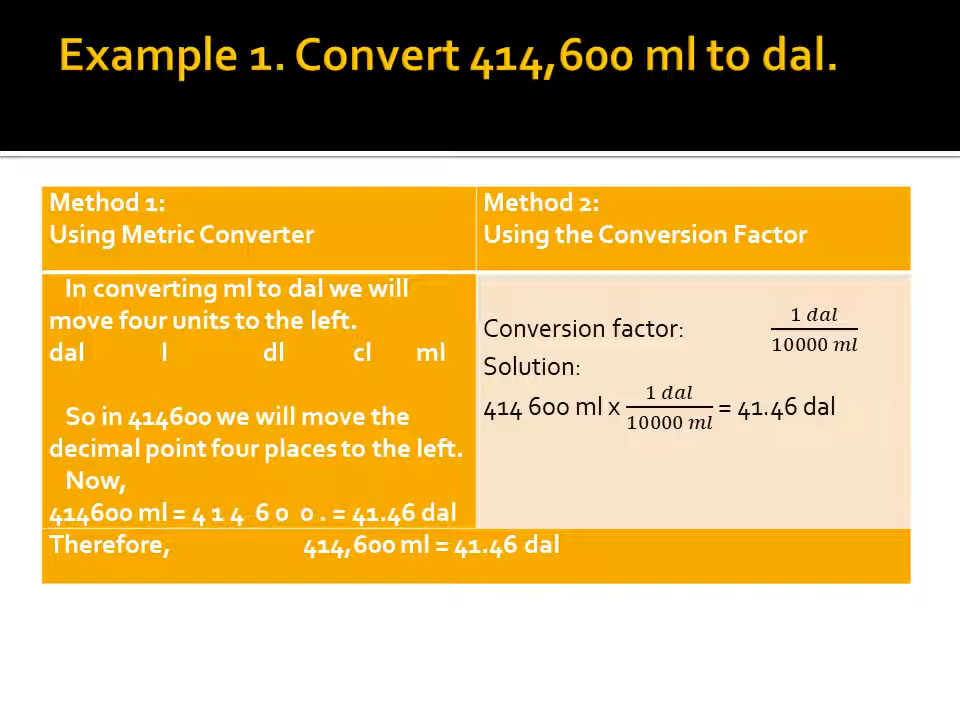 Example 1. Convert 414,600 ml to dal.
Method 1:
Using Metric Converter
Method 2:
Using the Conversion Factor
In converting ml to dal we will
move four units to the left.
dal l dl cl ml
So in 414600 we will move the
decimal point four places to the left.
Now,
414600 ml = 4 1 4 6 0 0 . = 41.46 dal
Conversion factor: 1 dal / 10000 ml
Solution:
414 600 ml x 1 dal / 10000 ml = 41.46 dal
Therefore, 414,600 ml = 41.46 dal